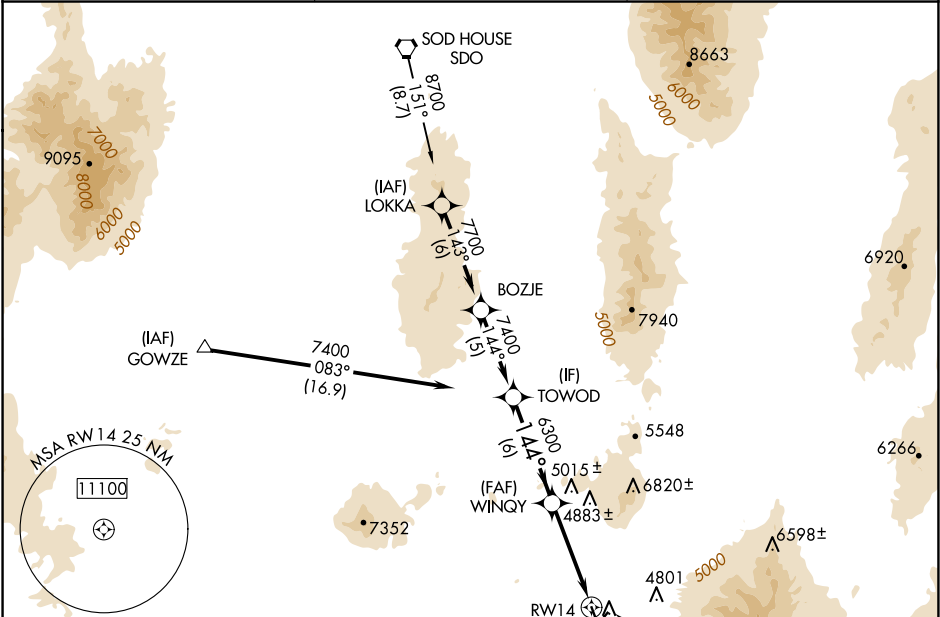 SOD HOUSE
SDO
8663
6000
5000
8700
151°
(8.7)
7000
9095
8000
6000
5000
(IAF)
LOKKA
7700
143°
(6)
6920
BOZJE
7940
5000
(IAF)
GOWZE
7400
083°
(16.9)
7400
144°
(5)
(IF)
TOWOD
6300
144°
(6)
5548
6266
MSA RW14 25 NM
11100
5015±
6820±
(FAF)
WINQY
4883±
7352
6598±
5000
4801
RW14